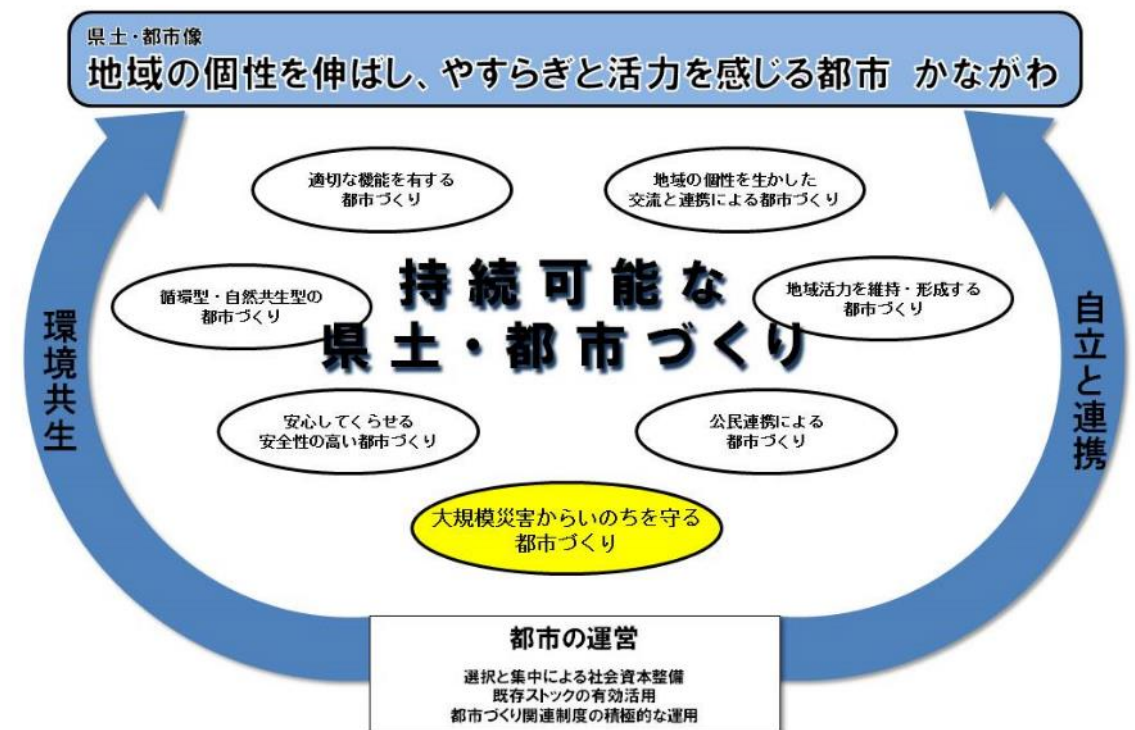 県土・都市像
地域の個性を伸ばし、やすらぎと活力を感じる都市 かながわ
適切な機能を有する
都市づくり
地域の個性を生かした
交流と連携による都市づくり
持続可能な
県土・都市づくり
循環型・自然共生型の
都市づくり
地域活力を維持・形成する
都市づくり
環境共生
自立と連携
安心してくらせる
安全性の高い都市づくり
公民連携による
都市づくり
大規模災害からいのちを守る
都市づくり
都市の運営
選択と集中による社会資本整備
既存ストックの有効活用
都市づくり関連制度の積極的な運用